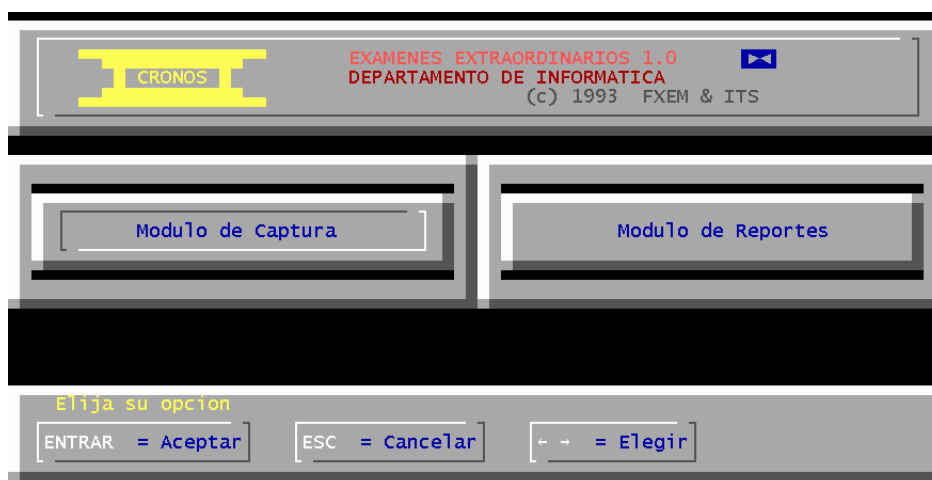 EXAMENES EXTRAORDINARIOS 1.0
CRONOS DEPARTAMENTO DE INFORMATICA
(c) 1993 FXEM & ITS
Modulo de Captura
Modulo de Reportes
Elija su opcion
ENTRAR = Aceptar ESC = Cancelar ← → = Elegir